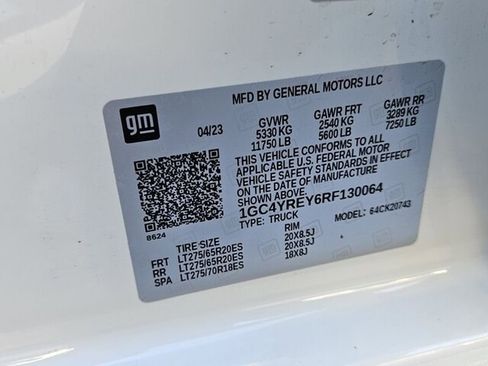 MFD BY GENERAL MOTORS LLC
gm
04/23
GVWR GAWR FRT GAWR RR
5330 KG 2540 KG 3289 KG
11750 LB 5600 LB 7250 LB
THIS VEHICLE CONFORMS TO ALL
APPLICABLE U.S. FEDERAL MOTOR
VEHICLE SAFETY STANDARDS IN EFFECT
ON THE DATE OF MANUFACTURE
SHOWN ABOVE.
1GC4YREY6RF130064
TYPE: TRUCK MODEL: 64CK20743
8624
TIRE-SIZE RIM
FRT LT275/65R20ES 20X8.5J
RR LT275/65R20ES 20X8.5J
SPA LT275/70R18ES 18X8J